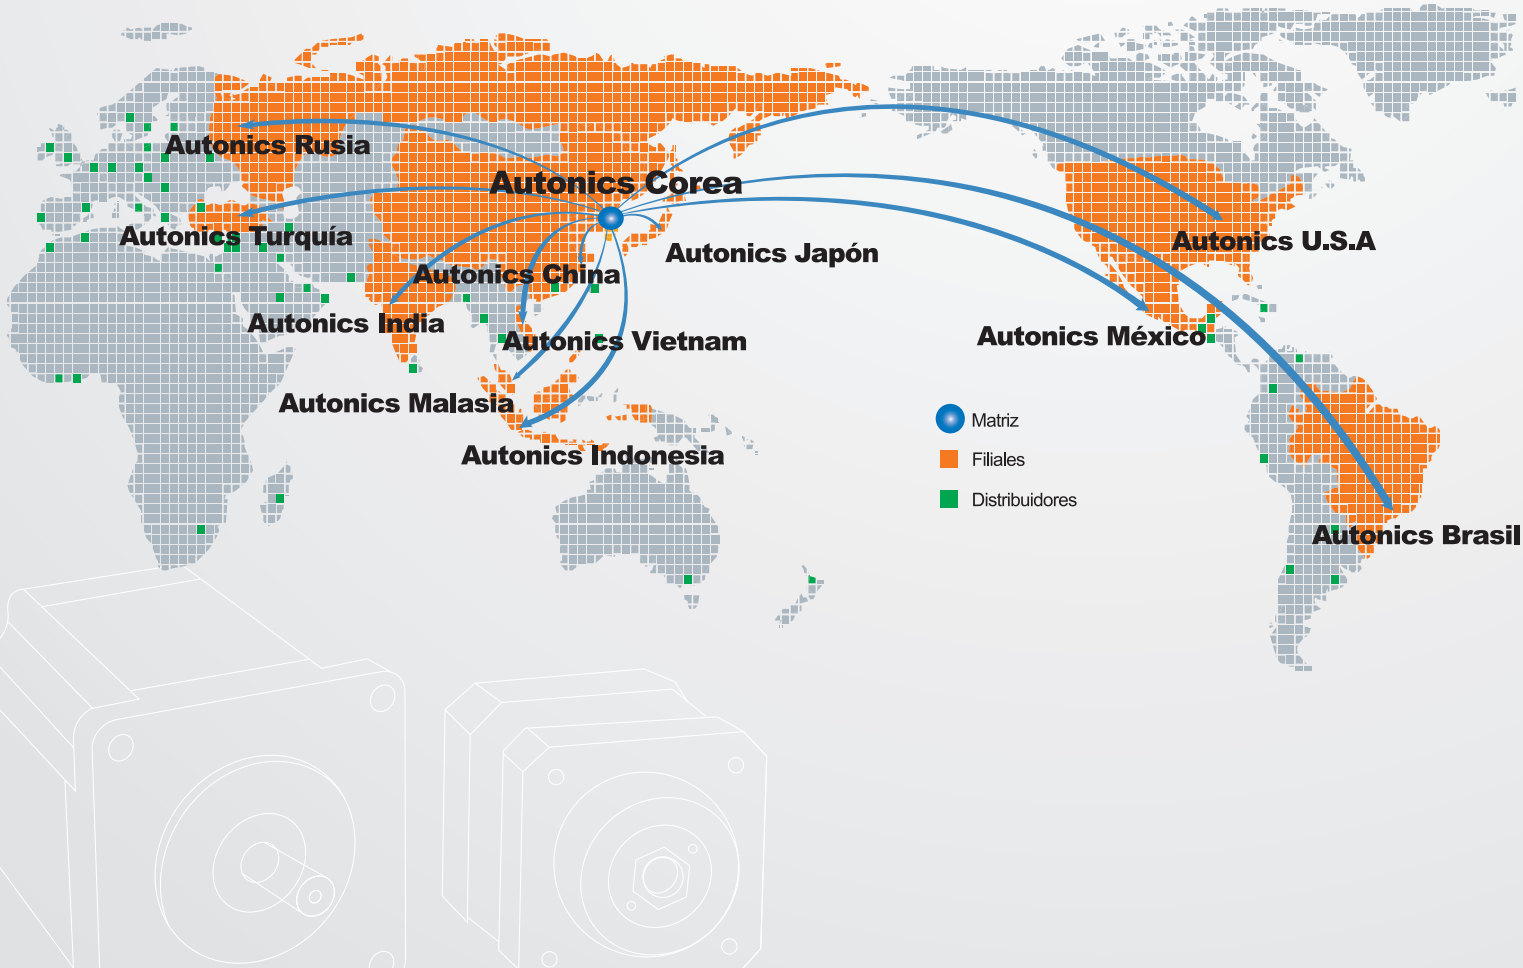 Autonics Rusia
Autonics Corea
Autonics Turquía
Autonics Japón
Autonics U.S.A
Autonics China
Autonics India
Autonics Vietnam
Autonics México
Autonics Malasia
Matriz
Autonics Indonesia
Filiales
Distribuidores
Autonics Brasil